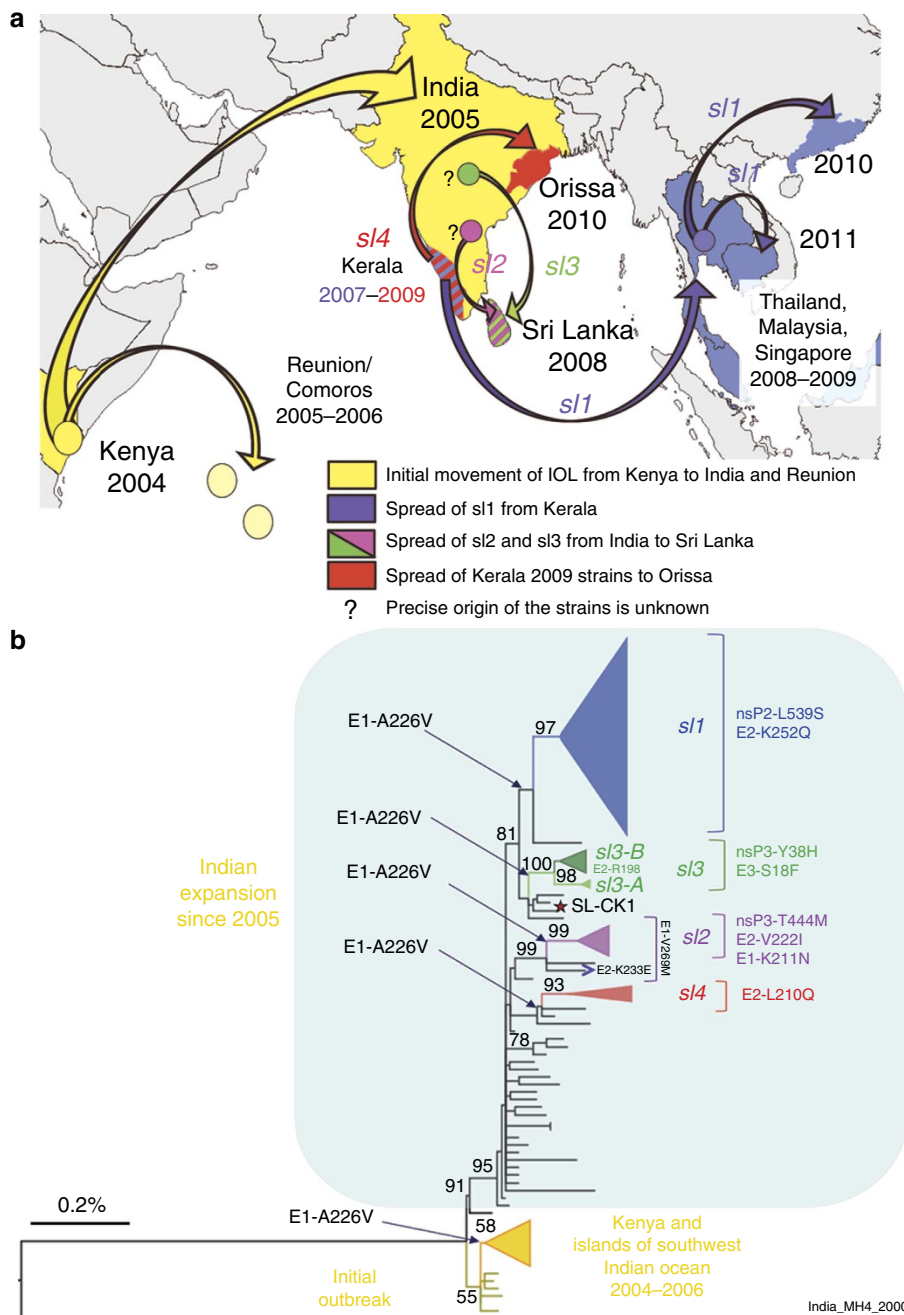 a
India
2005
sl1
2010
sl1
?
Orissa
2010
2011
sl4
?
sl2
sl3
Kerala
2007–2009
Thailand,
Malaysia,
Singapore
2008–2009
Sri Lanka
2008
Reunion/
Comoros
2005–2006
sl1
Kenya
2004
Initial movement of IOL from Kenya to India and Reunion
Spread of sl1 from Kerala
Spread of sl2 and sl3 from India to Sri Lanka
Spread of Kerala 2009 strains to Orissa
? Precise origin of the strains is unknown
b
E1-A226V
97
sl1
nsP2-L539S
E2-K252Q
E1-A226V
81
100
sl3-B
E2-R198
98
sl3-A
sl3
nsP3-Y38H
E3-S18F
E1-A226V
Indian
expansion
since 2005
SL-CK1
99
99
E2-K233E
E1-V269M
sl2
nsP3-T444M
E2-V222I
E1-K211N
E1-A226V
93
sl4
E2-L210Q
78
95
91
0.2%
E1-A226V
58
Kenya and
islands of southwest
Indian ocean
2004–2006
Initial
outbreak
55